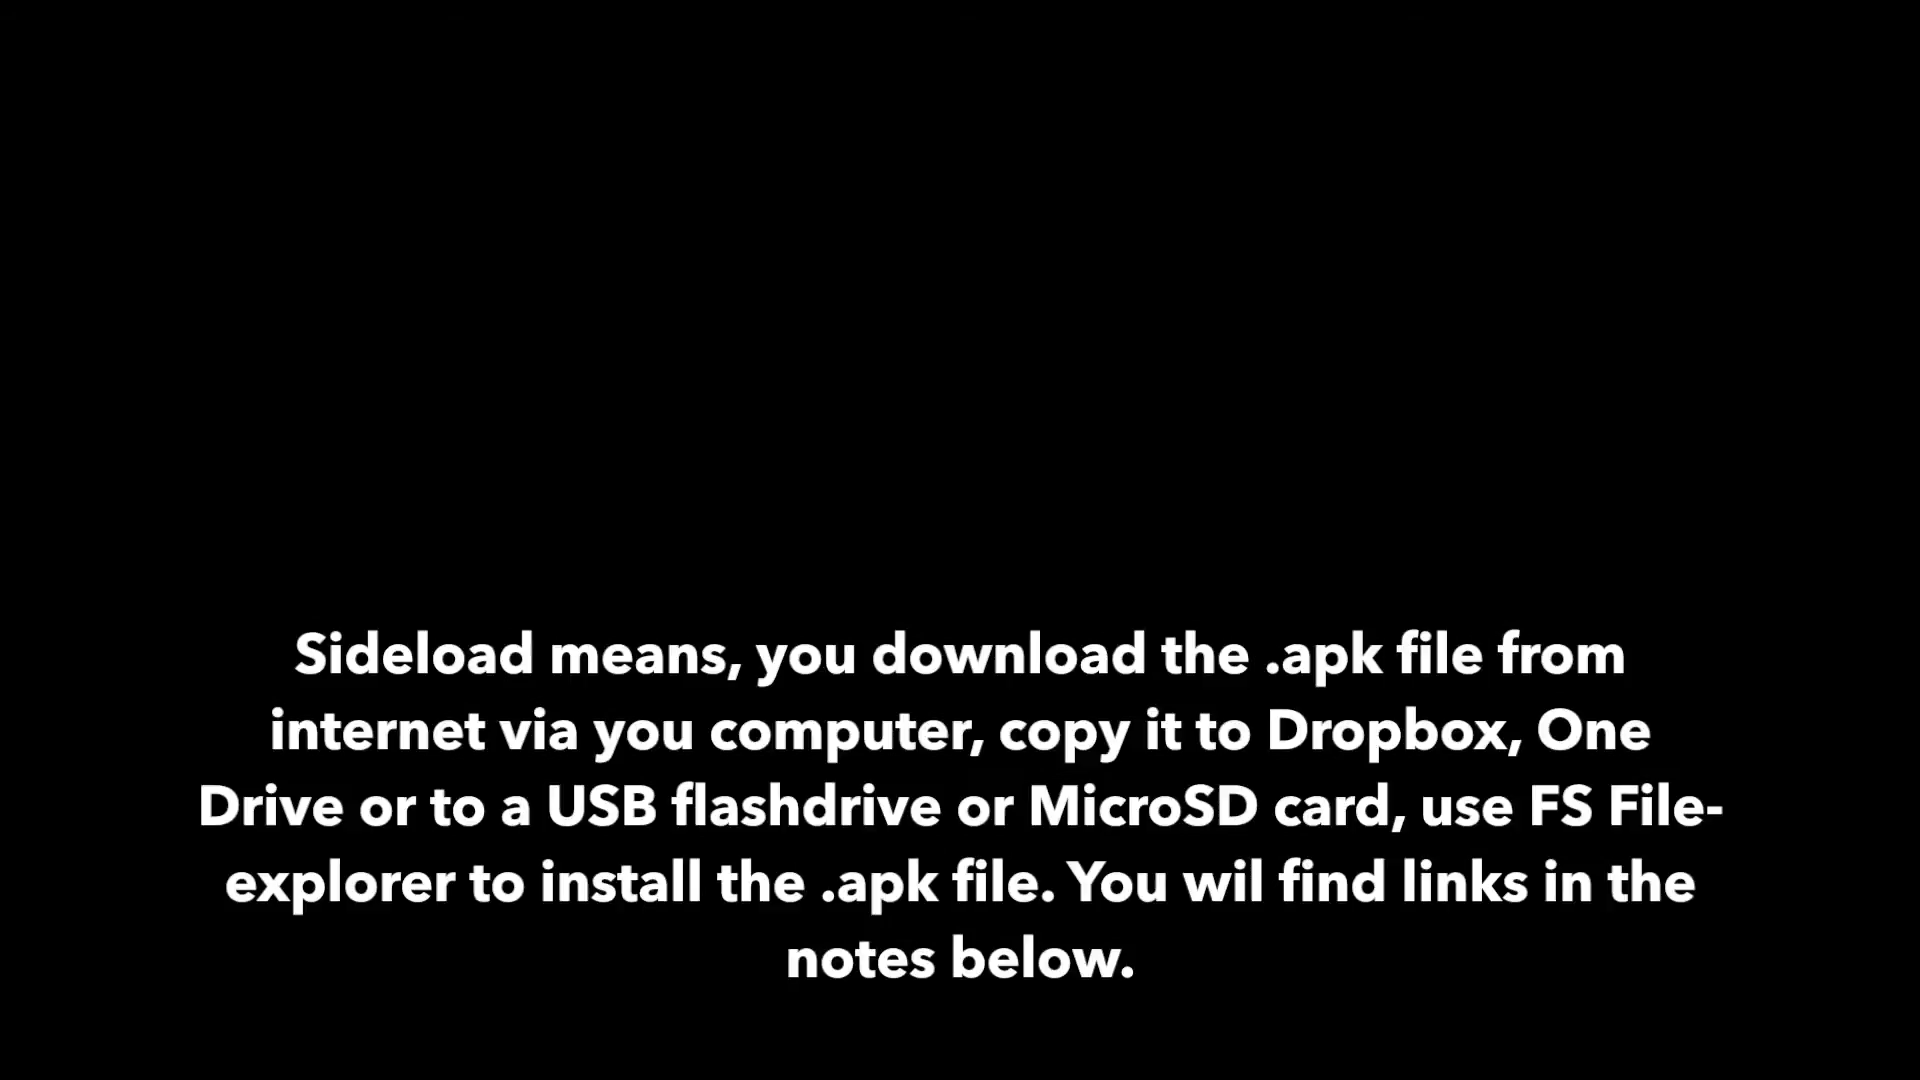 Sideload means, you download the .apk file from
internet via you computer, copy it to Dropbox, One
Drive or to a USB flashdrive or MicroSD card, use FS File-
explorer to install the .apk file. You wil find links in the
notes below.